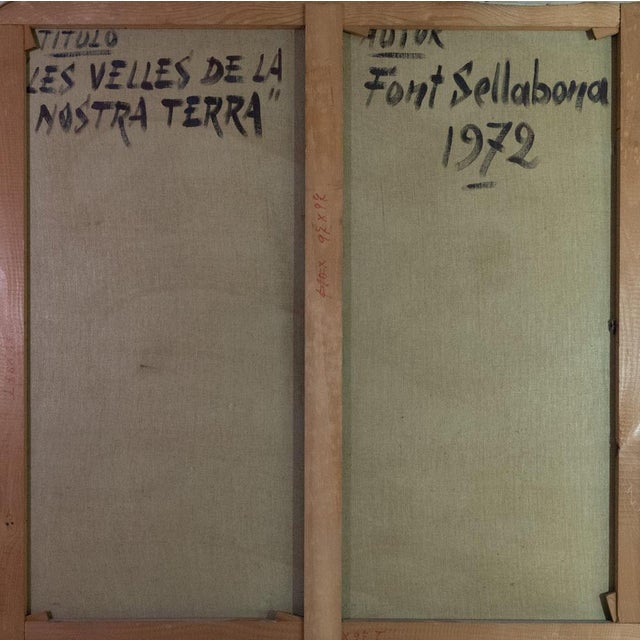 TITULO
LES VELLES DE LA
NOSTRA TERRA"
AUTOR
Font Sellabona
1972